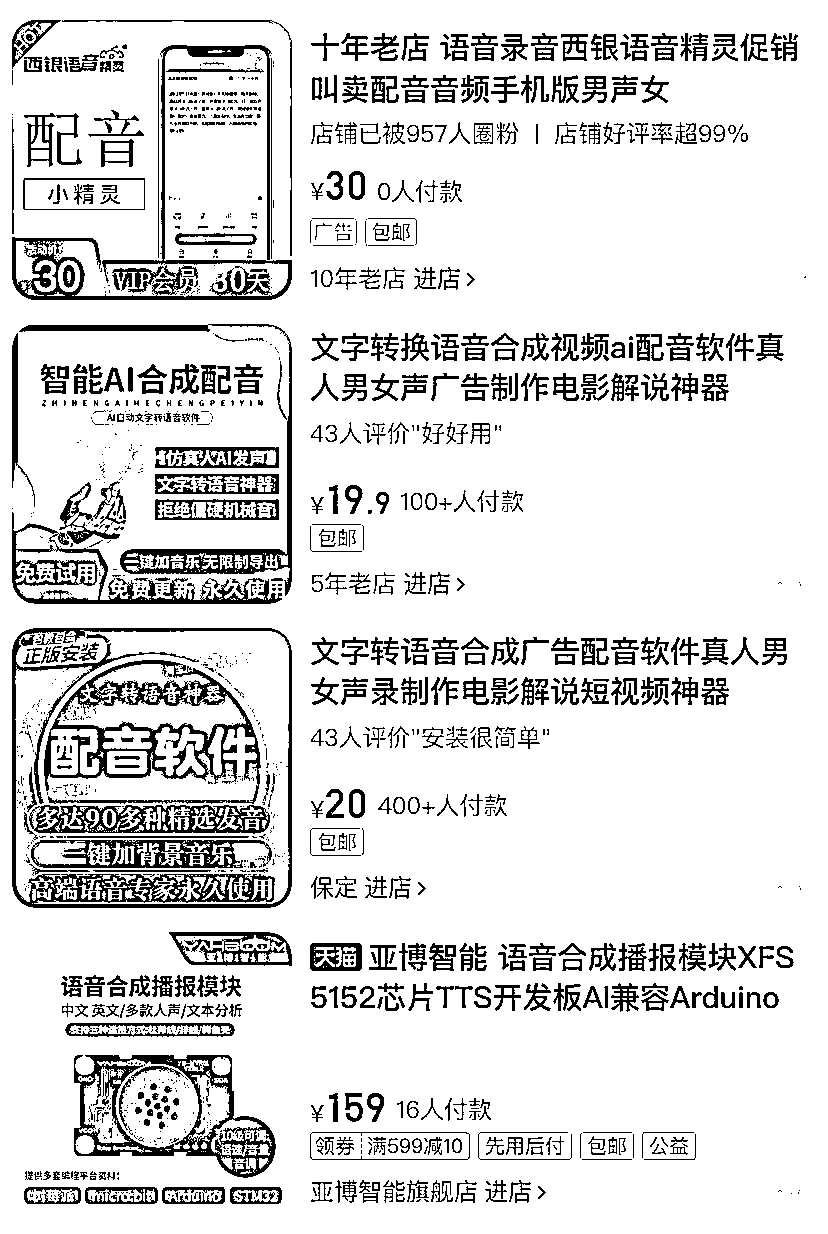 HOT
西银语音精灵
配音
小精灵
30
VIP会员 30天
十年老店 语音录音西银语音精灵促销
叫卖配音音频手机版男声女
店铺已被957人圈粉 | 店铺好评率超99%
¥30 0人付款
广告 包邮
10年老店 进店>
智能AI合成配音
ZHINENGAIHECHENGPEIYIN
AI自动文字转语音软件
仿真人AI发声
文字转语音神器
拒绝僵硬机械音
一键加音乐 无限制导出
免费试用
免费更新 永久使用
文字转换语音合成视频ai配音软件真
人男女声广告制作电影解说神器
43人评价"好好用"
¥19.9 100+人付款
包邮
5年老店 进店>
正版安装
文字转语音神器
配音软件
多达90多种精选发音
一键加背景音乐
高端语音专家永久使用
文字转语音合成广告配音软件真人男
女声录制作电影解说短视频神器
43人评价"安装很简单"
¥20 400+人付款
包邮
保定 进店>
YAHBOOM
语音合成播报模块
中文 英文/多款人声/文本分析
提供多套编程平台资料:
树莓派 micro:bit Arduino STM32
天猫 亚博智能 语音合成播报模块XFS
5152芯片TTS开发板AI兼容Arduino
¥159 16人付款
领券 满599减10 先用后付 包邮 公益
亚博智能旗舰店 进店>